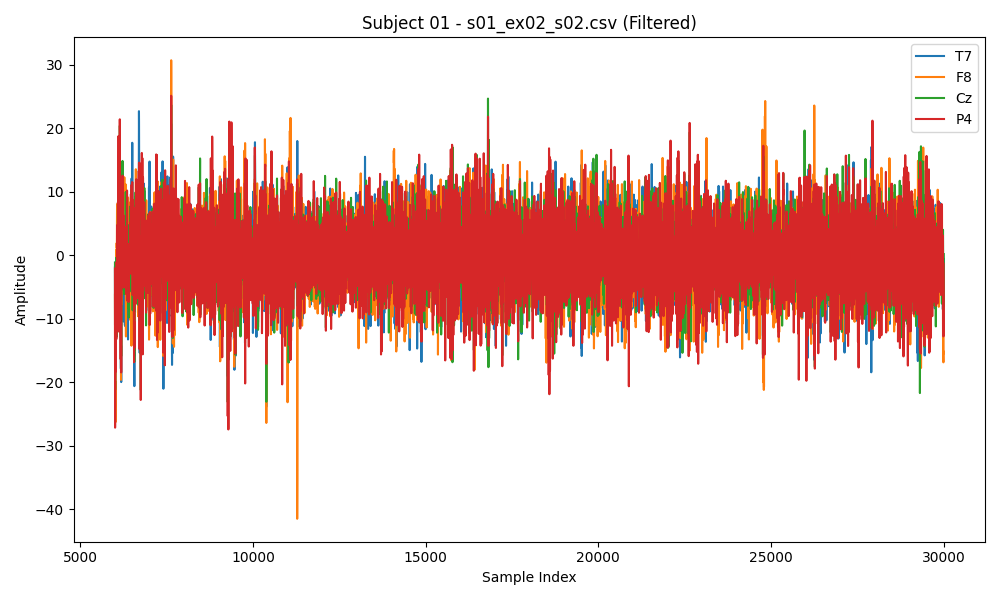 Subject 01 - s01_ex02_s02.csv (Filtered)
T7
F8
Cz
P4
Amplitude
30
20
10
0
−10
−20
−30
−40
5000 10000 15000 20000 25000 30000
Sample Index